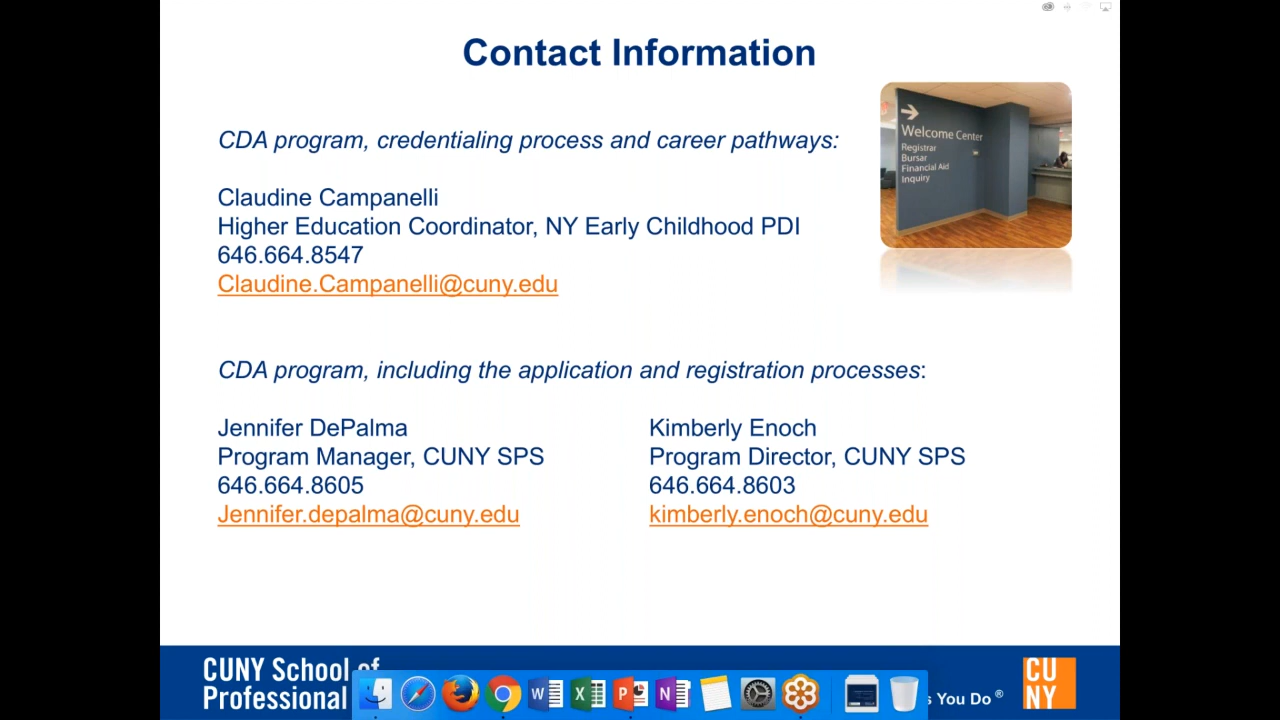 Contact Information
CDA program, credentialing process and career pathways:
Claudine Campanelli
Higher Education Coordinator, NY Early Childhood PDI
646.664.8547
Claudine.Campanelli@cuny.edu
Welcome Center
Registrar
Bursar
Financial Aid
Inquiry
CDA program, including the application and registration processes:
Jennifer DePalma
Program Manager, CUNY SPS
646.664.8605
Jennifer.depalma@cuny.edu
Kimberly Enoch
Program Director, CUNY SPS
646.664.8603
kimberly.enoch@cuny.edu
CUNY School of
Professional
s You Do ®
CU
NY